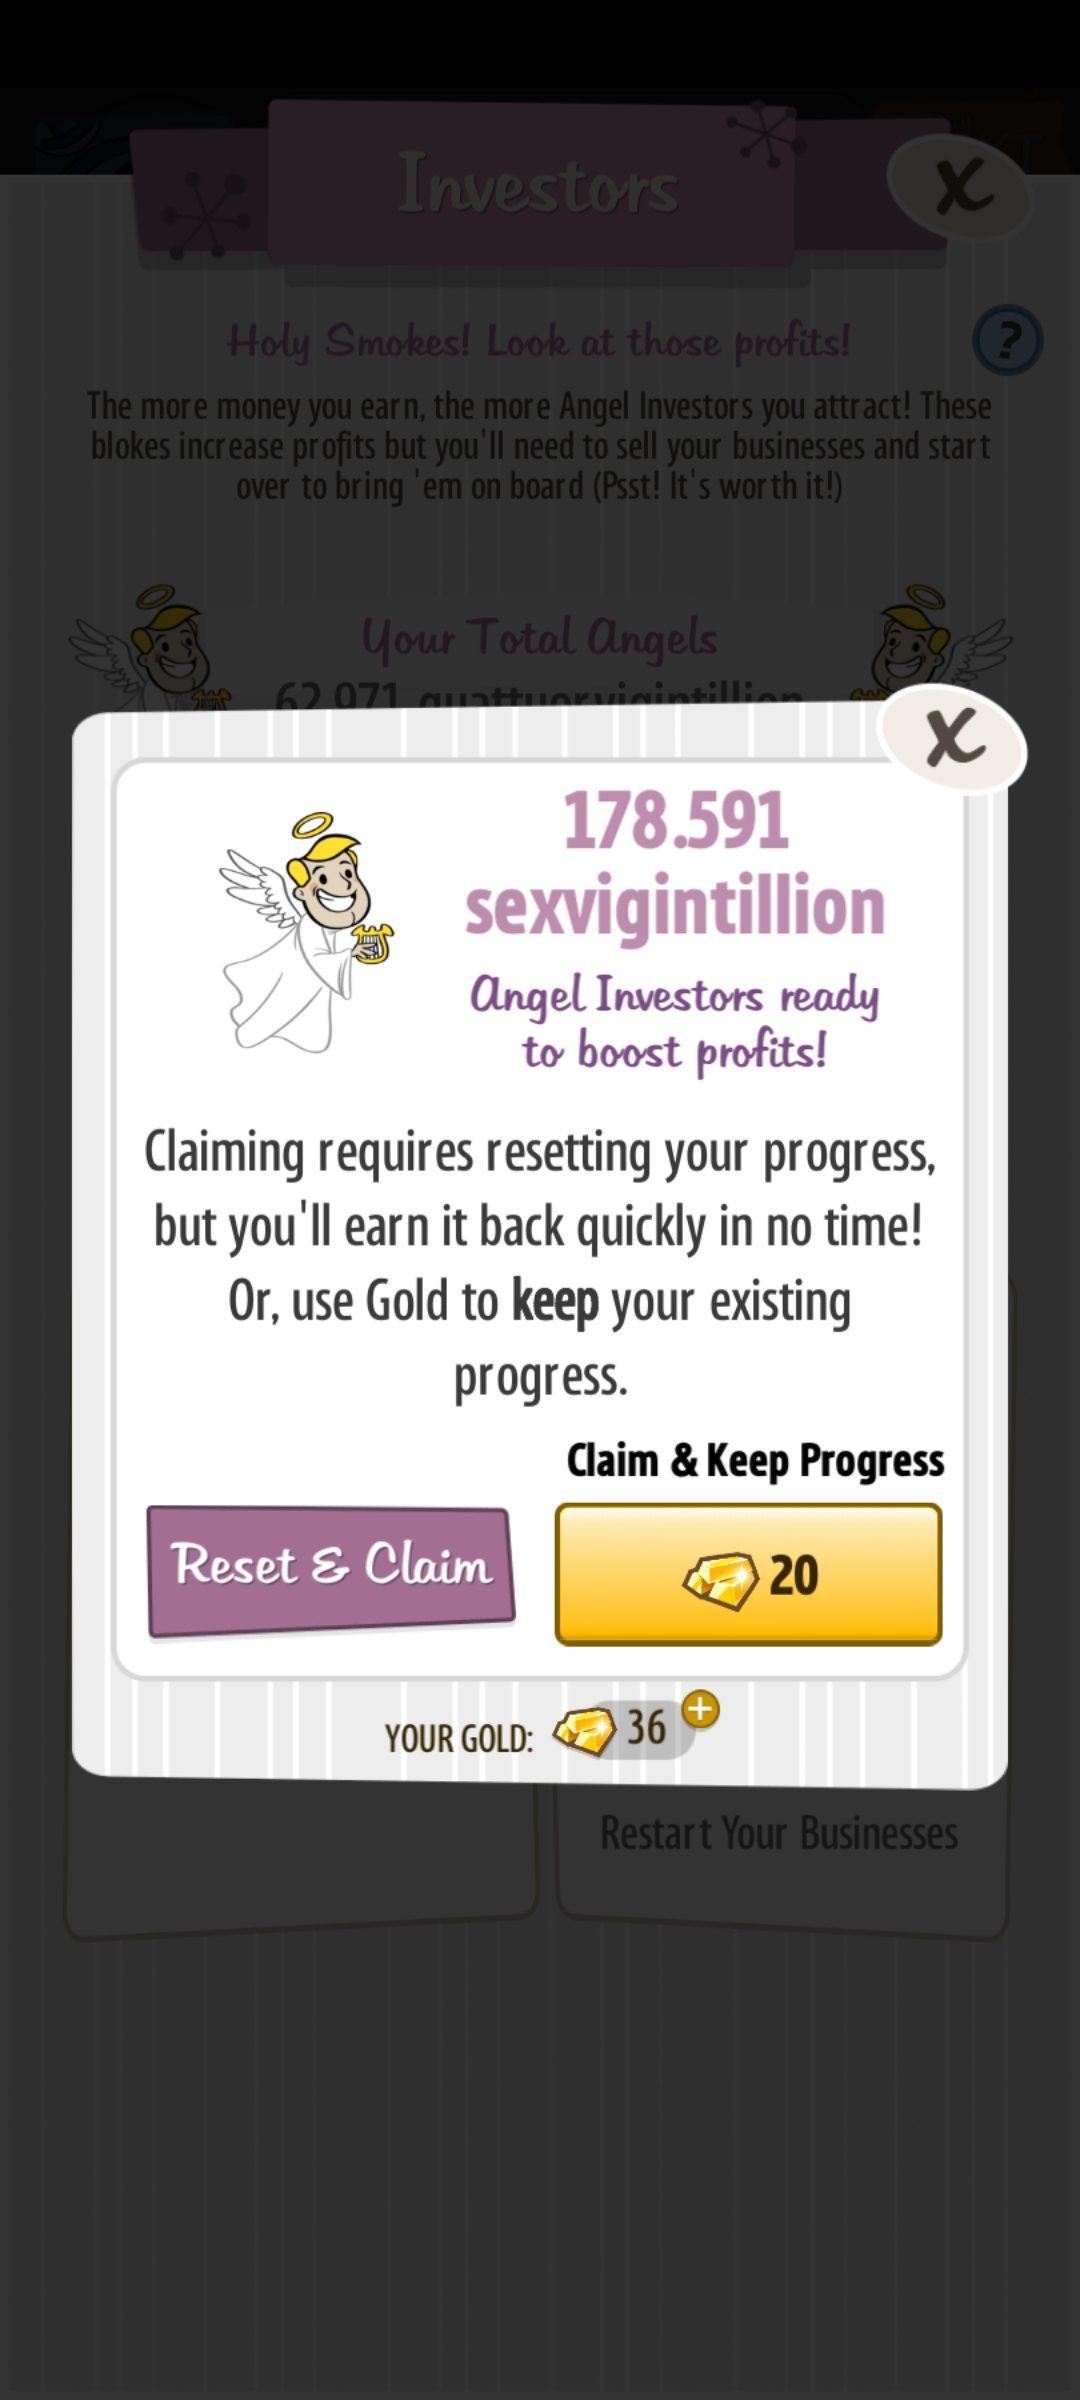 Investors
X
Holy Smokes! Look at those profits!
?
The more money you earn, the more Angel Investors you attract! These
blokes increase profits but you'll need to sell your businesses and start
over to bring 'em on board (Psst! It's worth it!)
Your Total Angels
62.971 quattuorvigintillion
X
178.591
sexvigintillion
Angel Investors ready
to boost profits!
Claiming requires resetting your progress,
but you'll earn it back quickly in no time!
Or, use Gold to keep your existing
progress.
Claim & Keep Progress
Reset & Claim
20
YOUR GOLD: 36 +
Restart Your Businesses